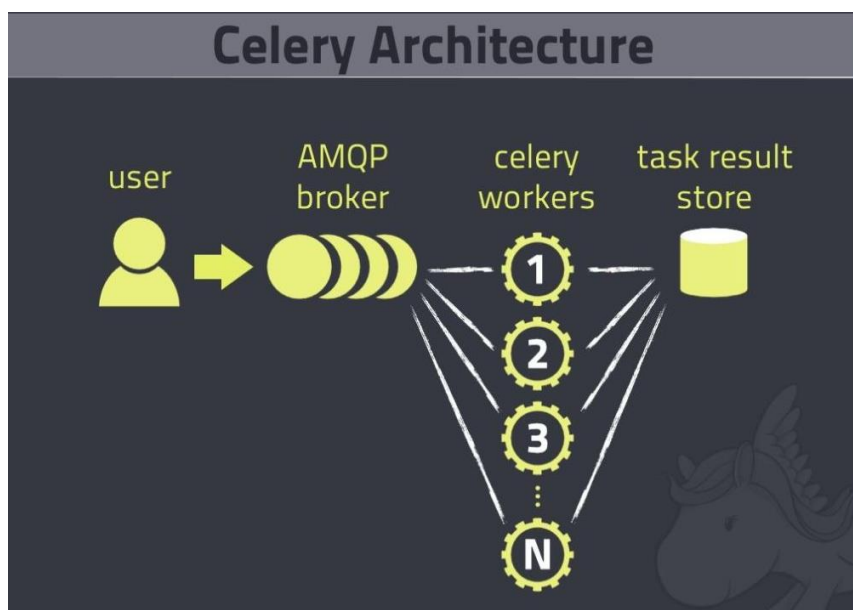 Celery Architecture
user
AMQP
broker
celery
workers
task result
store
1
2
3
N